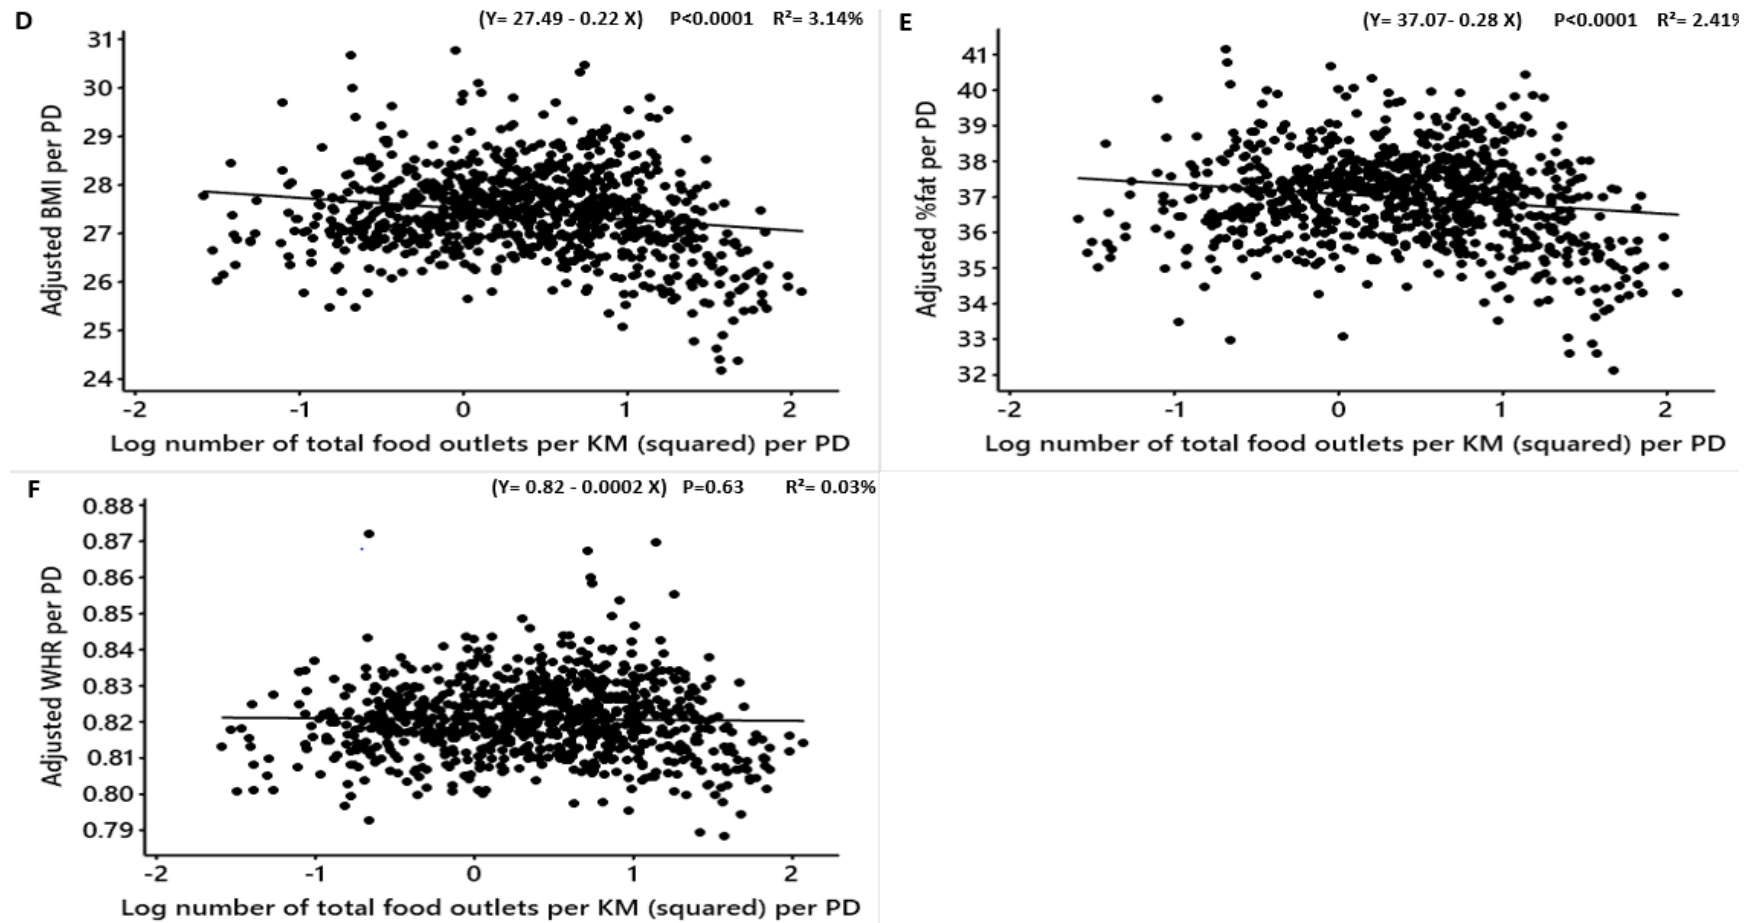 D (Y= 27.49 - 0.22 X) P<0.0001 R²= 3.14%
31
30
29
28
27
26
25
24
Adjusted BMI per PD
-2 -1 0 1 2
Log number of total food outlets per KM (squared) per PD
E (Y= 37.07- 0.28 X) P<0.0001 R²= 2.41%
41
40
39
38
37
36
35
34
33
32
Adjusted %fat per PD
-2 -1 0 1 2
Log number of total food outlets per KM (squared) per PD
F (Y= 0.82 - 0.0002 X) P=0.63 R²= 0.03%
0.88
0.87
0.86
0.85
0.84
0.83
0.82
0.81
0.80
0.79
Adjusted WHR per PD
-2 -1 0 1 2
Log number of total food outlets per KM (squared) per PD